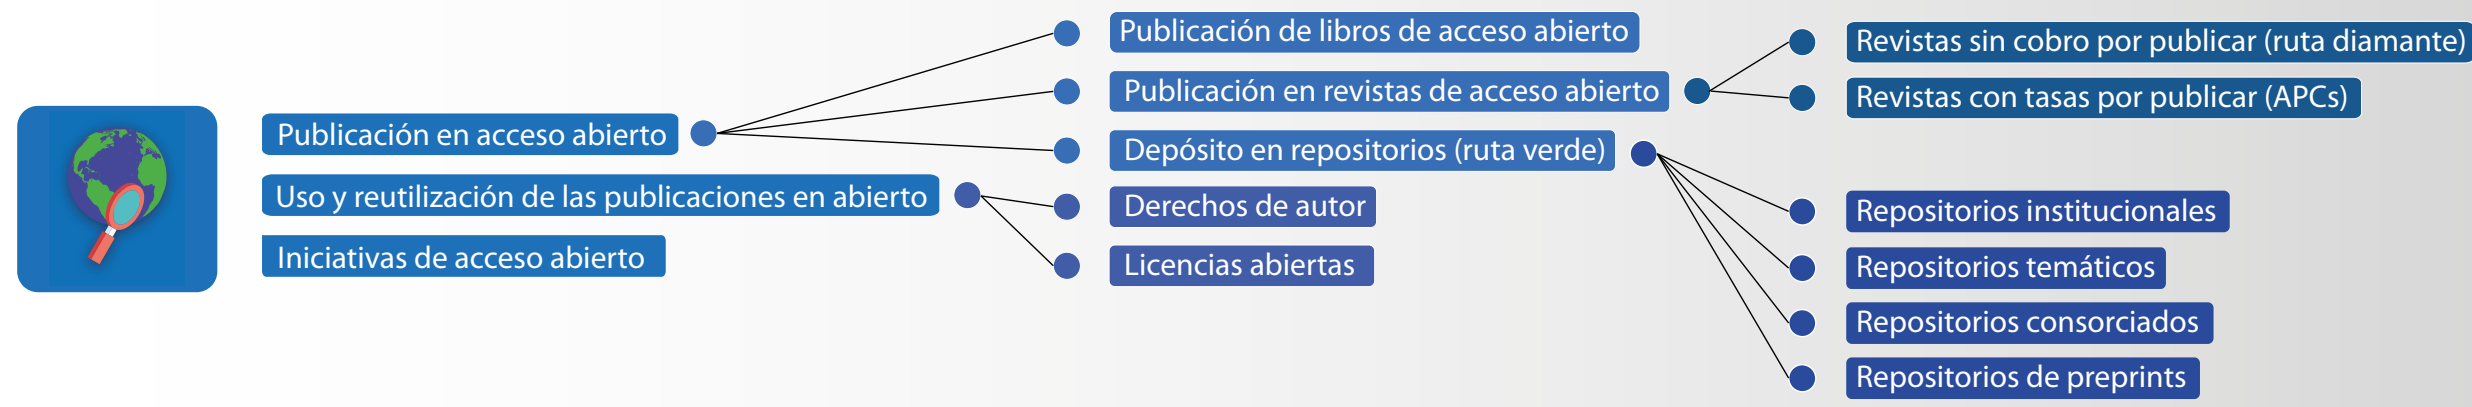 Publicación en acceso abierto
Uso y reutilización de las publicaciones en abierto
Iniciativas de acceso abierto
Publicación de libros de acceso abierto
Publicación en revistas de acceso abierto
Depósito en repositorios (ruta verde)
Derechos de autor
Licencias abiertas
Revistas sin cobro por publicar (ruta diamante)
Revistas con tasas por publicar (APCs)
Repositorios institucionales
Repositorios temáticos
Repositorios consorciados
Repositorios de preprints